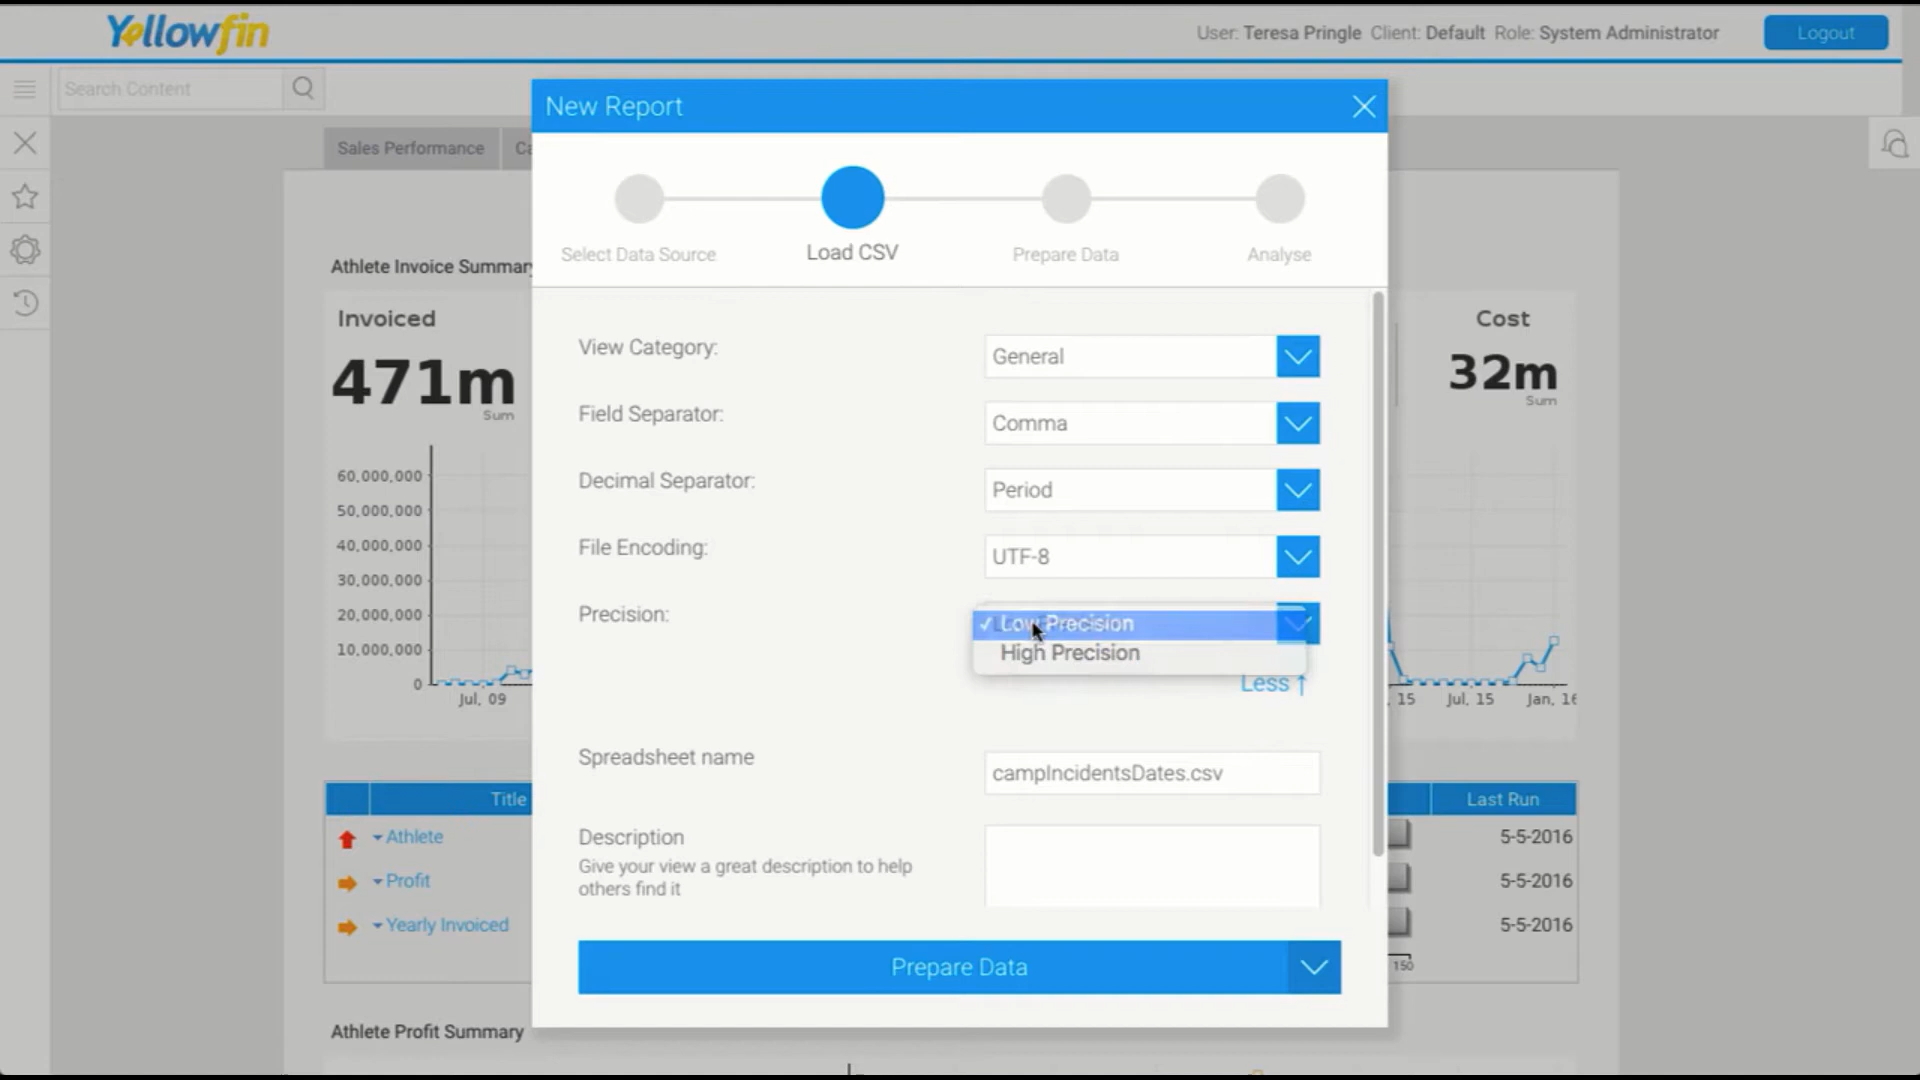 Yellowfin
User: Teresa Pringle Client: Default Role: System Administrator
Logout
Search Content
New Report
Sales Performance
Select Data Source
Load CSV
Prepare Data
Analyse
Athlete Invoice Summary
Invoiced
471m
Sum
60,000,000
50,000,000
40,000,000
30,000,000
20,000,000
10,000,000
0
Jul, 09
Cost
32m
Sum
15
Jul, 15
Jan, 16
View Category:
General
Field Separator:
Comma
Decimal Separator:
Period
File Encoding:
UTF-8
Precision:
✓ Low Precision
High Precision
Less ↑
Spreadsheet name
campIncidentsDates.csv
Description
Give your view a great description to help
others find it
Prepare Data
Title
Last Run
Athlete
5-5-2016
Profit
5-5-2016
Yearly Invoiced
5-5-2016
150
Athlete Profit Summary